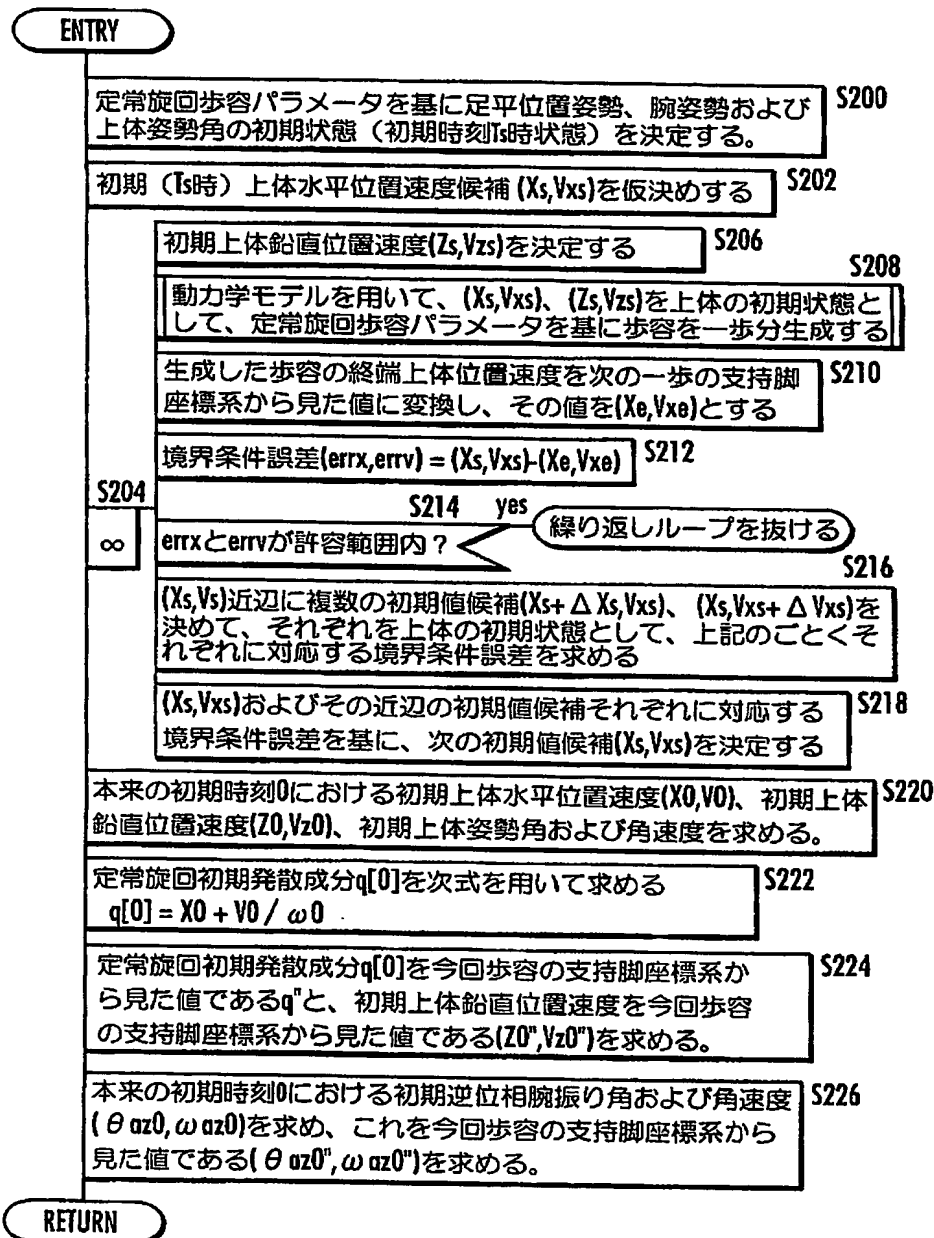 ENTRY
定常旋回歩容パラメータを基に足平位置姿勢、腕姿勢および
上体姿勢角の初期状態（初期時刻Ts時状態）を決定する。
S200
初期（Ts時）上体水平位置速度候補 (Xs,Vxs)を仮決めする
S202
初期上体鉛直位置速度(Zs,Vzs)を決定する
S206
S208
動力学モデルを用いて、(Xs,Vxs)、(Zs,Vzs)を上体の初期状態と
して、定常旋回歩容パラメータを基に歩容を一歩分生成する
生成した歩容の終端上体位置速度を次の一歩の支持脚
座標系から見た値に変換し、その値を(Xe,Vxe)とする
S210
境界条件誤差(errx,errv) = (Xs,Vxs)-(Xe,Vxe)
S212
S204
∞
S214
yes
errxとerrvが許容範囲内？
繰り返しループを抜ける
S216
(Xs,Vs)近辺に複数の初期値候補(Xs+ΔXs,Vxs)、(Xs,Vxs+ΔVxs)を
決めて、それぞれを上体の初期状態として、上記のごとくそ
れぞれに対応する境界条件誤差を求める
(Xs,Vxs)およびその近辺の初期値候補それぞれに対応する
境界条件誤差を基に、次の初期値候補(Xs,Vxs)を決定する
S218
本来の初期時刻0における初期上体水平位置速度(X0,V0)、初期上体
鉛直位置速度(Z0,Vz0)、初期上体姿勢角および角速度を求める。
S220
定常旋回初期発散成分q[0]を次式を用いて求める
q[0] = X0 + V0 / ω0
S222
定常旋回初期発散成分q[0]を今回歩容の支持脚座標系か
ら見た値であるq"と、初期上体鉛直位置速度を今回歩容
の支持脚座標系から見た値である(Z0",Vz0")を求める。
S224
本来の初期時刻0における初期逆位相腕振り角および角速度
(θaz0,ωaz0)を求め、これを今回歩容の支持脚座標系から
見た値である(θaz0",ωaz0")を求める。
S226
RETURN